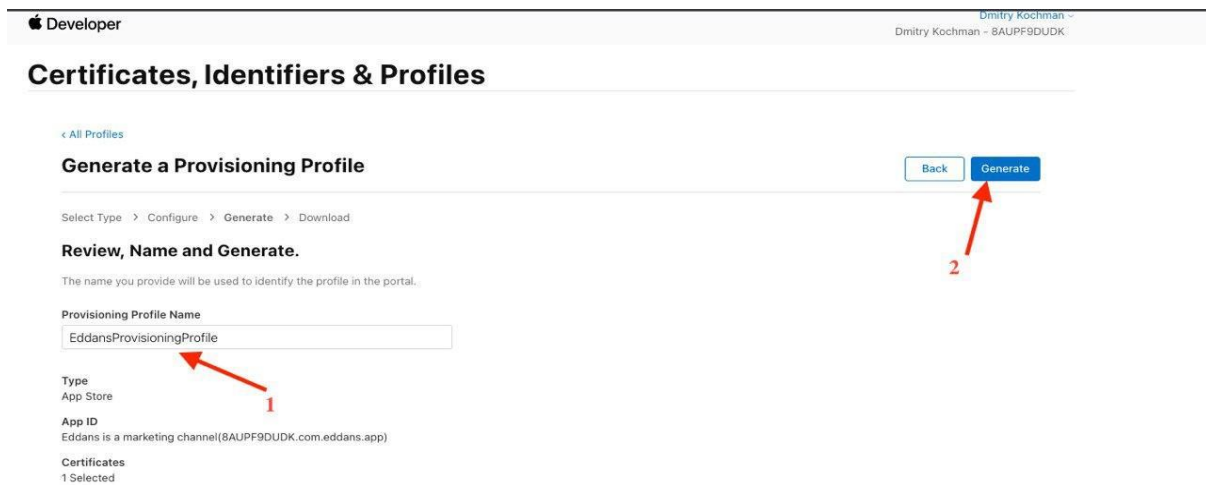 Developer
Dmitry Kochman
Dmitry Kochman - 8AUPF9DUDK
Certificates, Identifiers & Profiles
< All Profiles
Generate a Provisioning Profile
Back
Generate
Select Type > Configure > Generate > Download
Review, Name and Generate.
2
The name you provide will be used to identify the profile in the portal.
Provisioning Profile Name
EddansProvisioningProfile
Type
App Store
1
App ID
Eddans is a marketing channel(8AUPF9DUDK.com.eddans.app)
Certificates
1 Selected